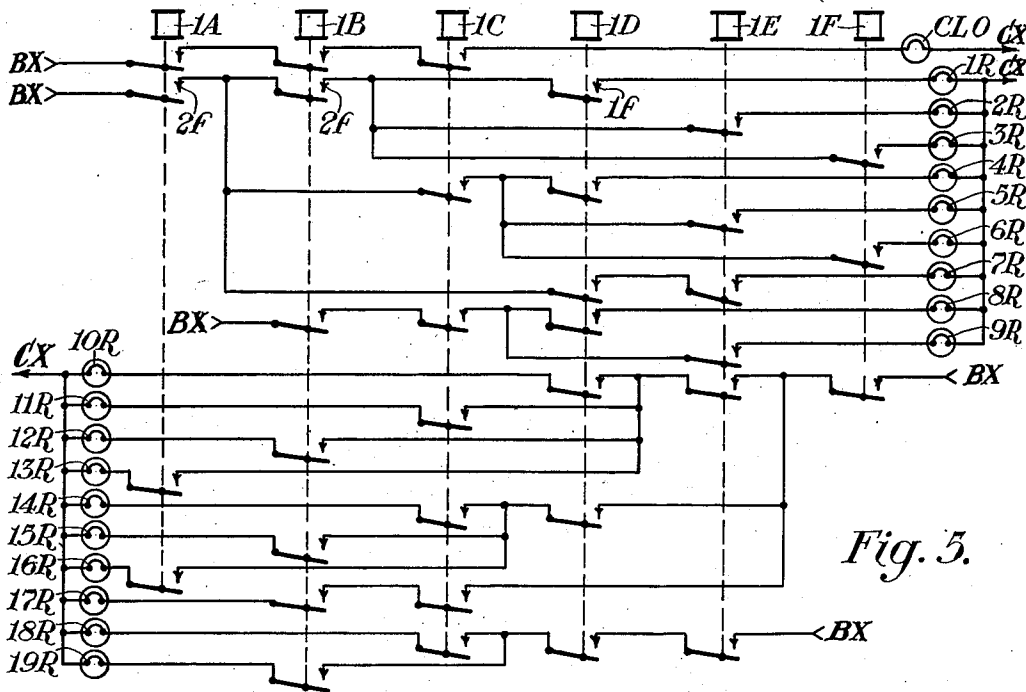 1A 1B 1C 1D 1E 1F CLO CX
BX
BX 2F 2F 1F 1R CX
2R
3R
4R
5R
6R
7R
8R
BX
9R
10R
CX BX
11R
12R
13R
14R
15R
16R
17R
18R BX
19R
Fig. 5.